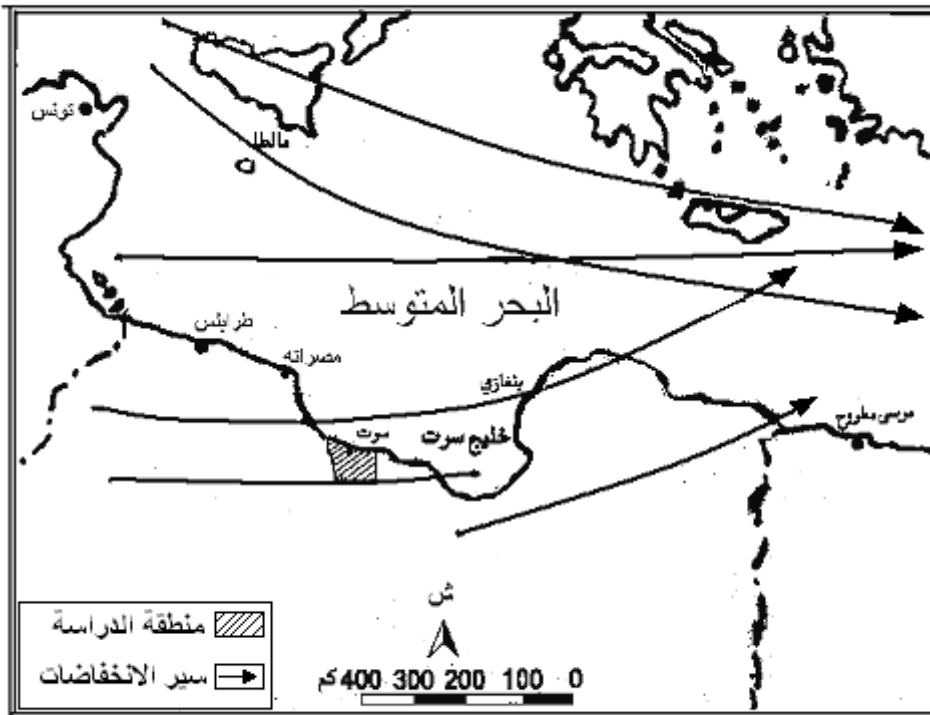 تونس
مالطا
البحر المتوسط
طرابلس
مصراته
بنغازي
مرسى مطروح
سرت
خليج سرت
ش
منطقة الدراسة
سير الانخفاضات
400 300 200 100 0 كم